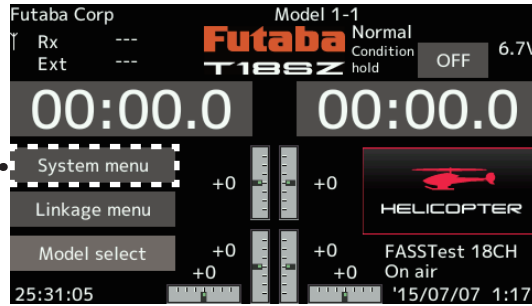 Futaba Corp Model 1-1
Rx ---
Ext ---
Futaba
T18SZ
Normal
Condition hold OFF
6.7V
00:00.0 00:00.0
System menu
Linkage menu
Model select
+0 +0
+0 +0
+0 +0
HELICOPTER
FASSTest 18CH
On air
25:31:05 '15/07/07 1:17